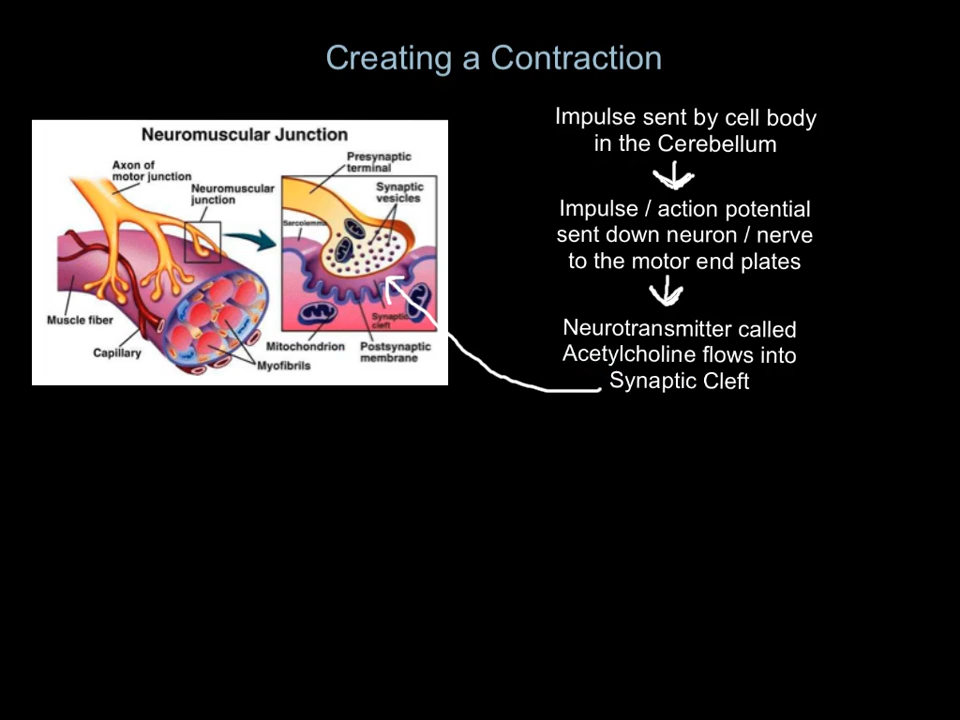 Creating a Contraction
Neuromuscular Junction
Axon of
motor junction
Neuromuscular
junction
Presynaptic
terminal
Synaptic
vesicles
Sarcolemma
Muscle fiber
Capillary
Myofibrils
Mitochondrion
Synaptic
cleft
Postsynaptic
membrane
Impulse sent by cell body
in the Cerebellum
Impulse / action potential
sent down neuron / nerve
to the motor end plates
Neurotransmitter called
Acetylcholine flows into
Synaptic Cleft